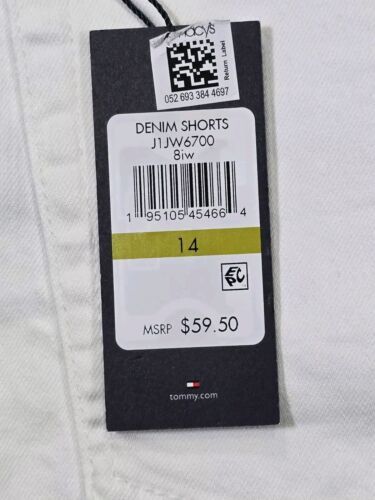 macys
Return Label
052 693 384 4697
DENIM SHORTS
J1JW6700
8iw
1 95105 45466 4
14
EPC
MSRP $59.50
tommy.com